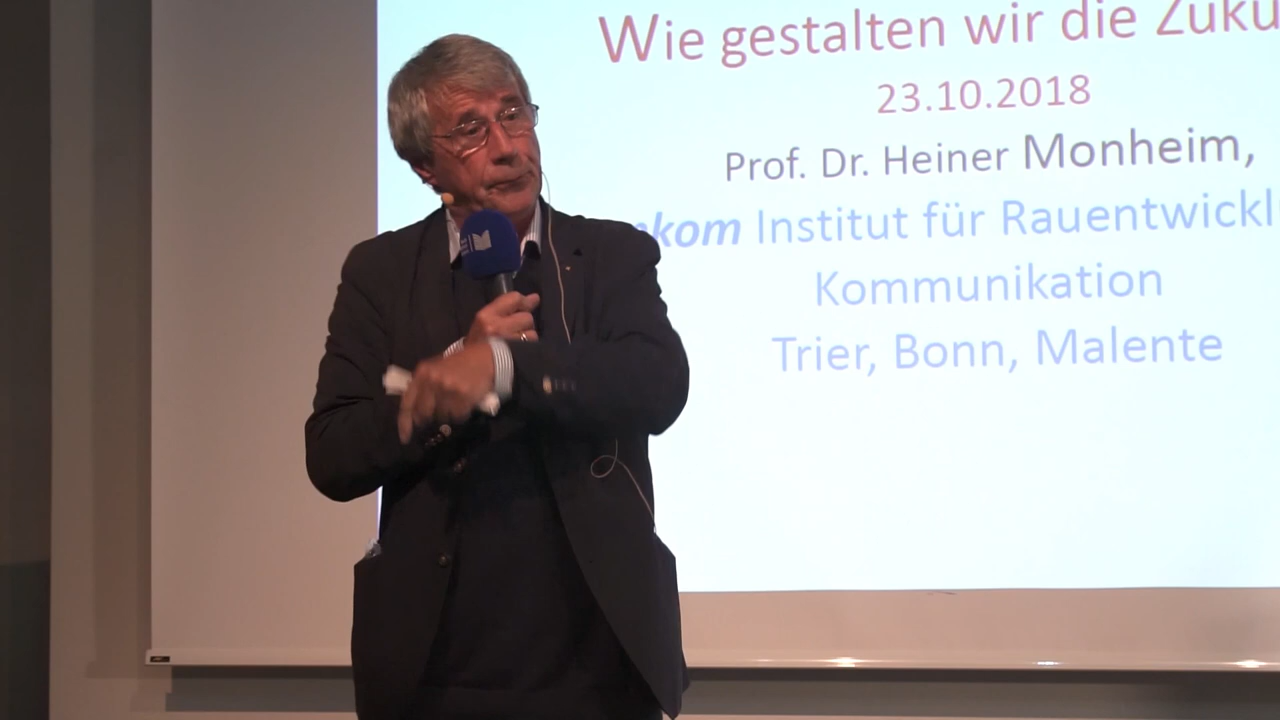 Wie gestalten wir die Zuku
23.10.2018
Prof. Dr. Heiner Monheim,
kom Institut für Rauentwickl
Kommunikation
Trier, Bonn, Malente